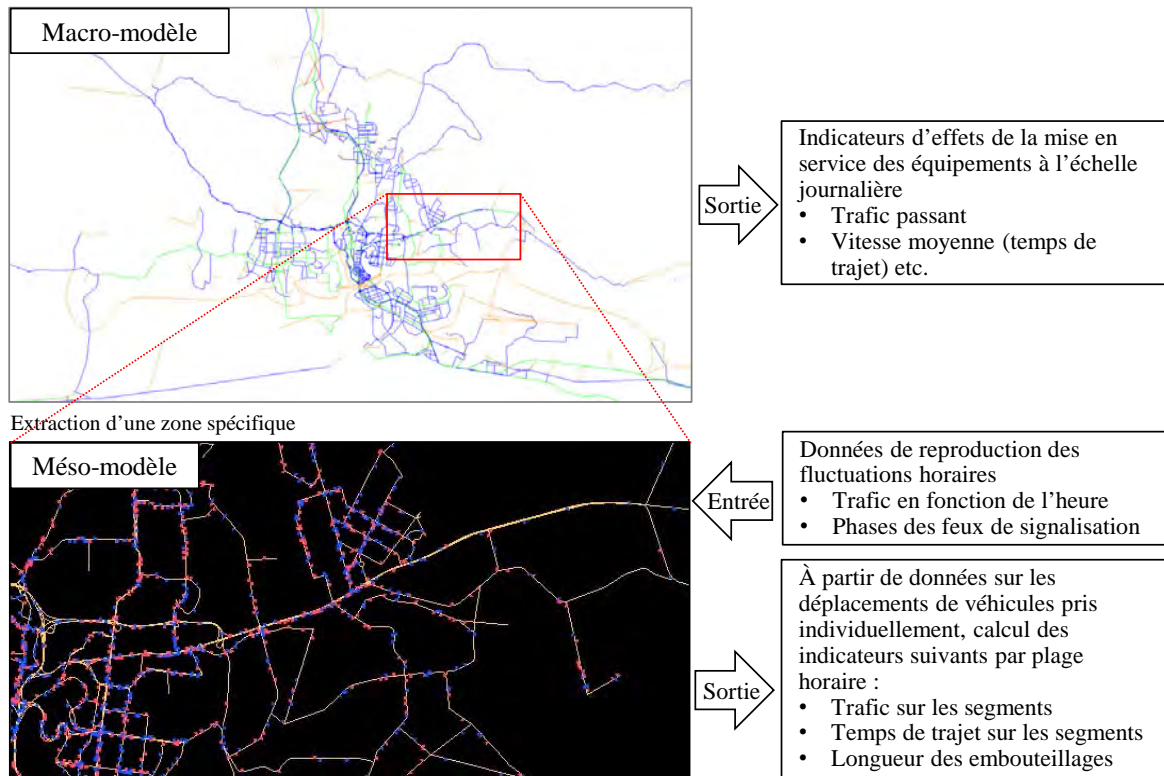 Macro-modèle
Sortie
Indicateurs d’effets de la mise en
service des équipements à l’échelle
journalière
• Trafic passant
• Vitesse moyenne (temps de
trajet) etc.
Extraction d’une zone spécifique
Méso-modèle
Entrée
Données de reproduction des
fluctuations horaires
• Trafic en fonction de l’heure
• Phases des feux de signalisation
Sortie
À partir de données sur les
déplacements de véhicules pris
individuellement, calcul des
indicateurs suivants par plage
horaire :
• Trafic sur les segments
• Temps de trajet sur les segments
• Longueur des embouteillages